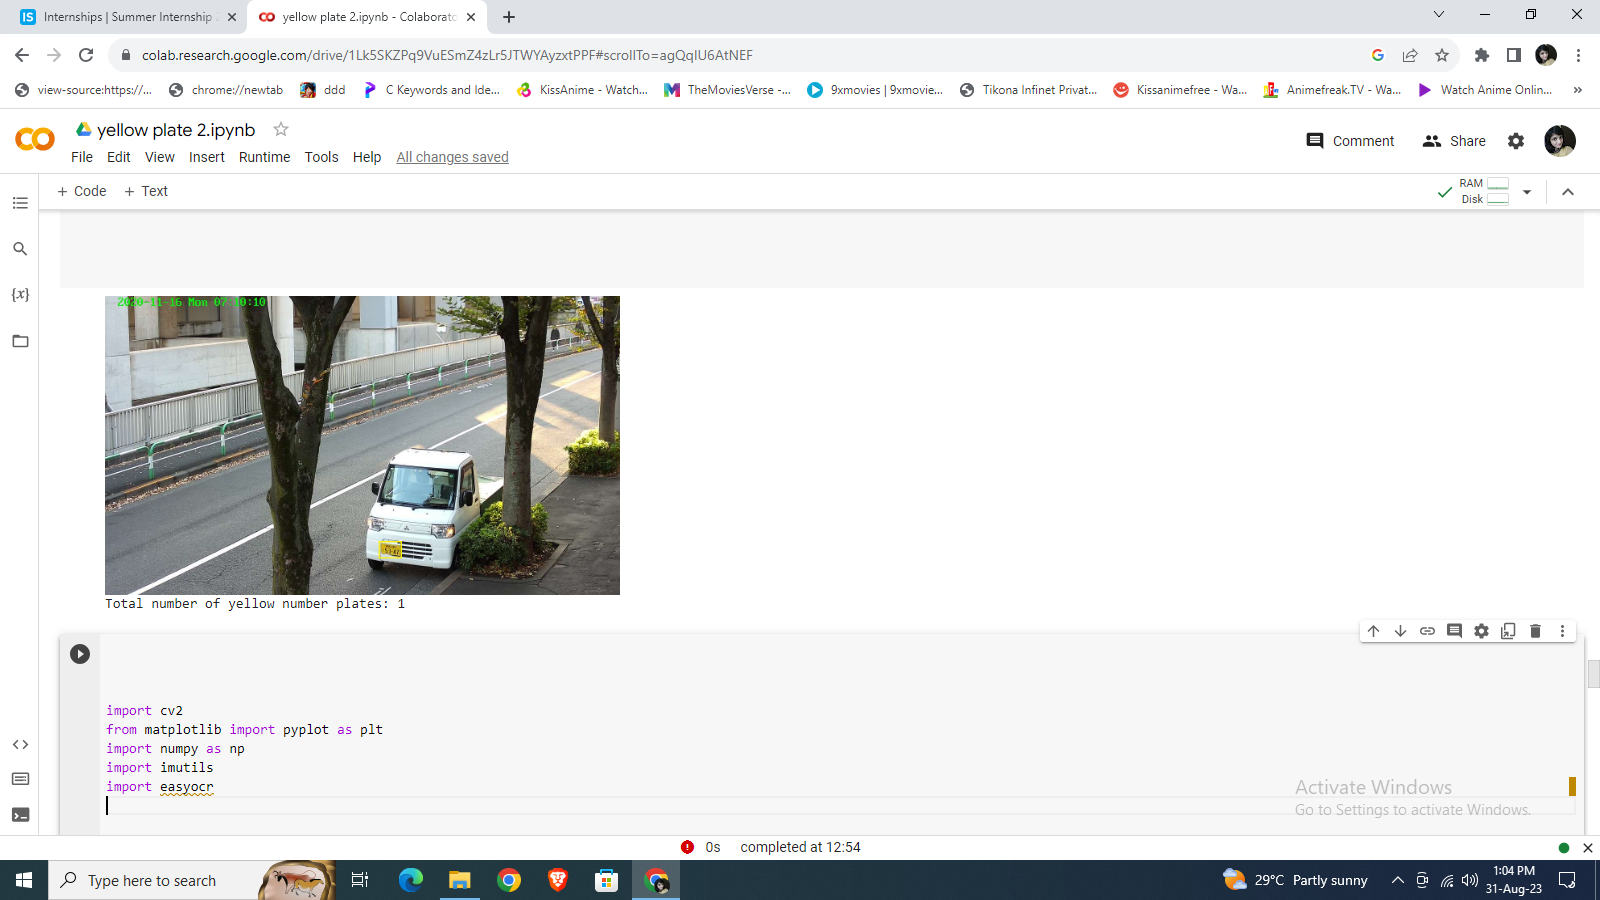 Internships | Summer Internship 2
yellow plate 2.ipynb - Colaborato
colab.research.google.com/drive/1Lk5SKZPq9VuESmZ4zLr5JTWYAyzxtPPF#scrollTo=agQqIU6AtNEF
view-source:https://...
chrome://newtab
ddd
C Keywords and Ide...
KissAnime - Watch...
TheMoviesVerse -...
9xmovies | 9xmovie...
Tikona Infinet Privat...
Kissanimefree - Wa...
Animefreak.TV - Wa...
Watch Anime Onlin...
yellow plate 2.ipynb
File Edit View Insert Runtime Tools Help All changes saved
Comment
Share
+ Code + Text
RAM
Disk
{x}
2020-11-16 Mon 07:10:10
Total number of yellow number plates: 1
import cv2
from matplotlib import pyplot as plt
import numpy as np
import imutils
import easyocr
Activate Windows
Go to Settings to activate Windows.
0s completed at 12:54
Type here to search
29°C Partly sunny
1:04 PM
31-Aug-23